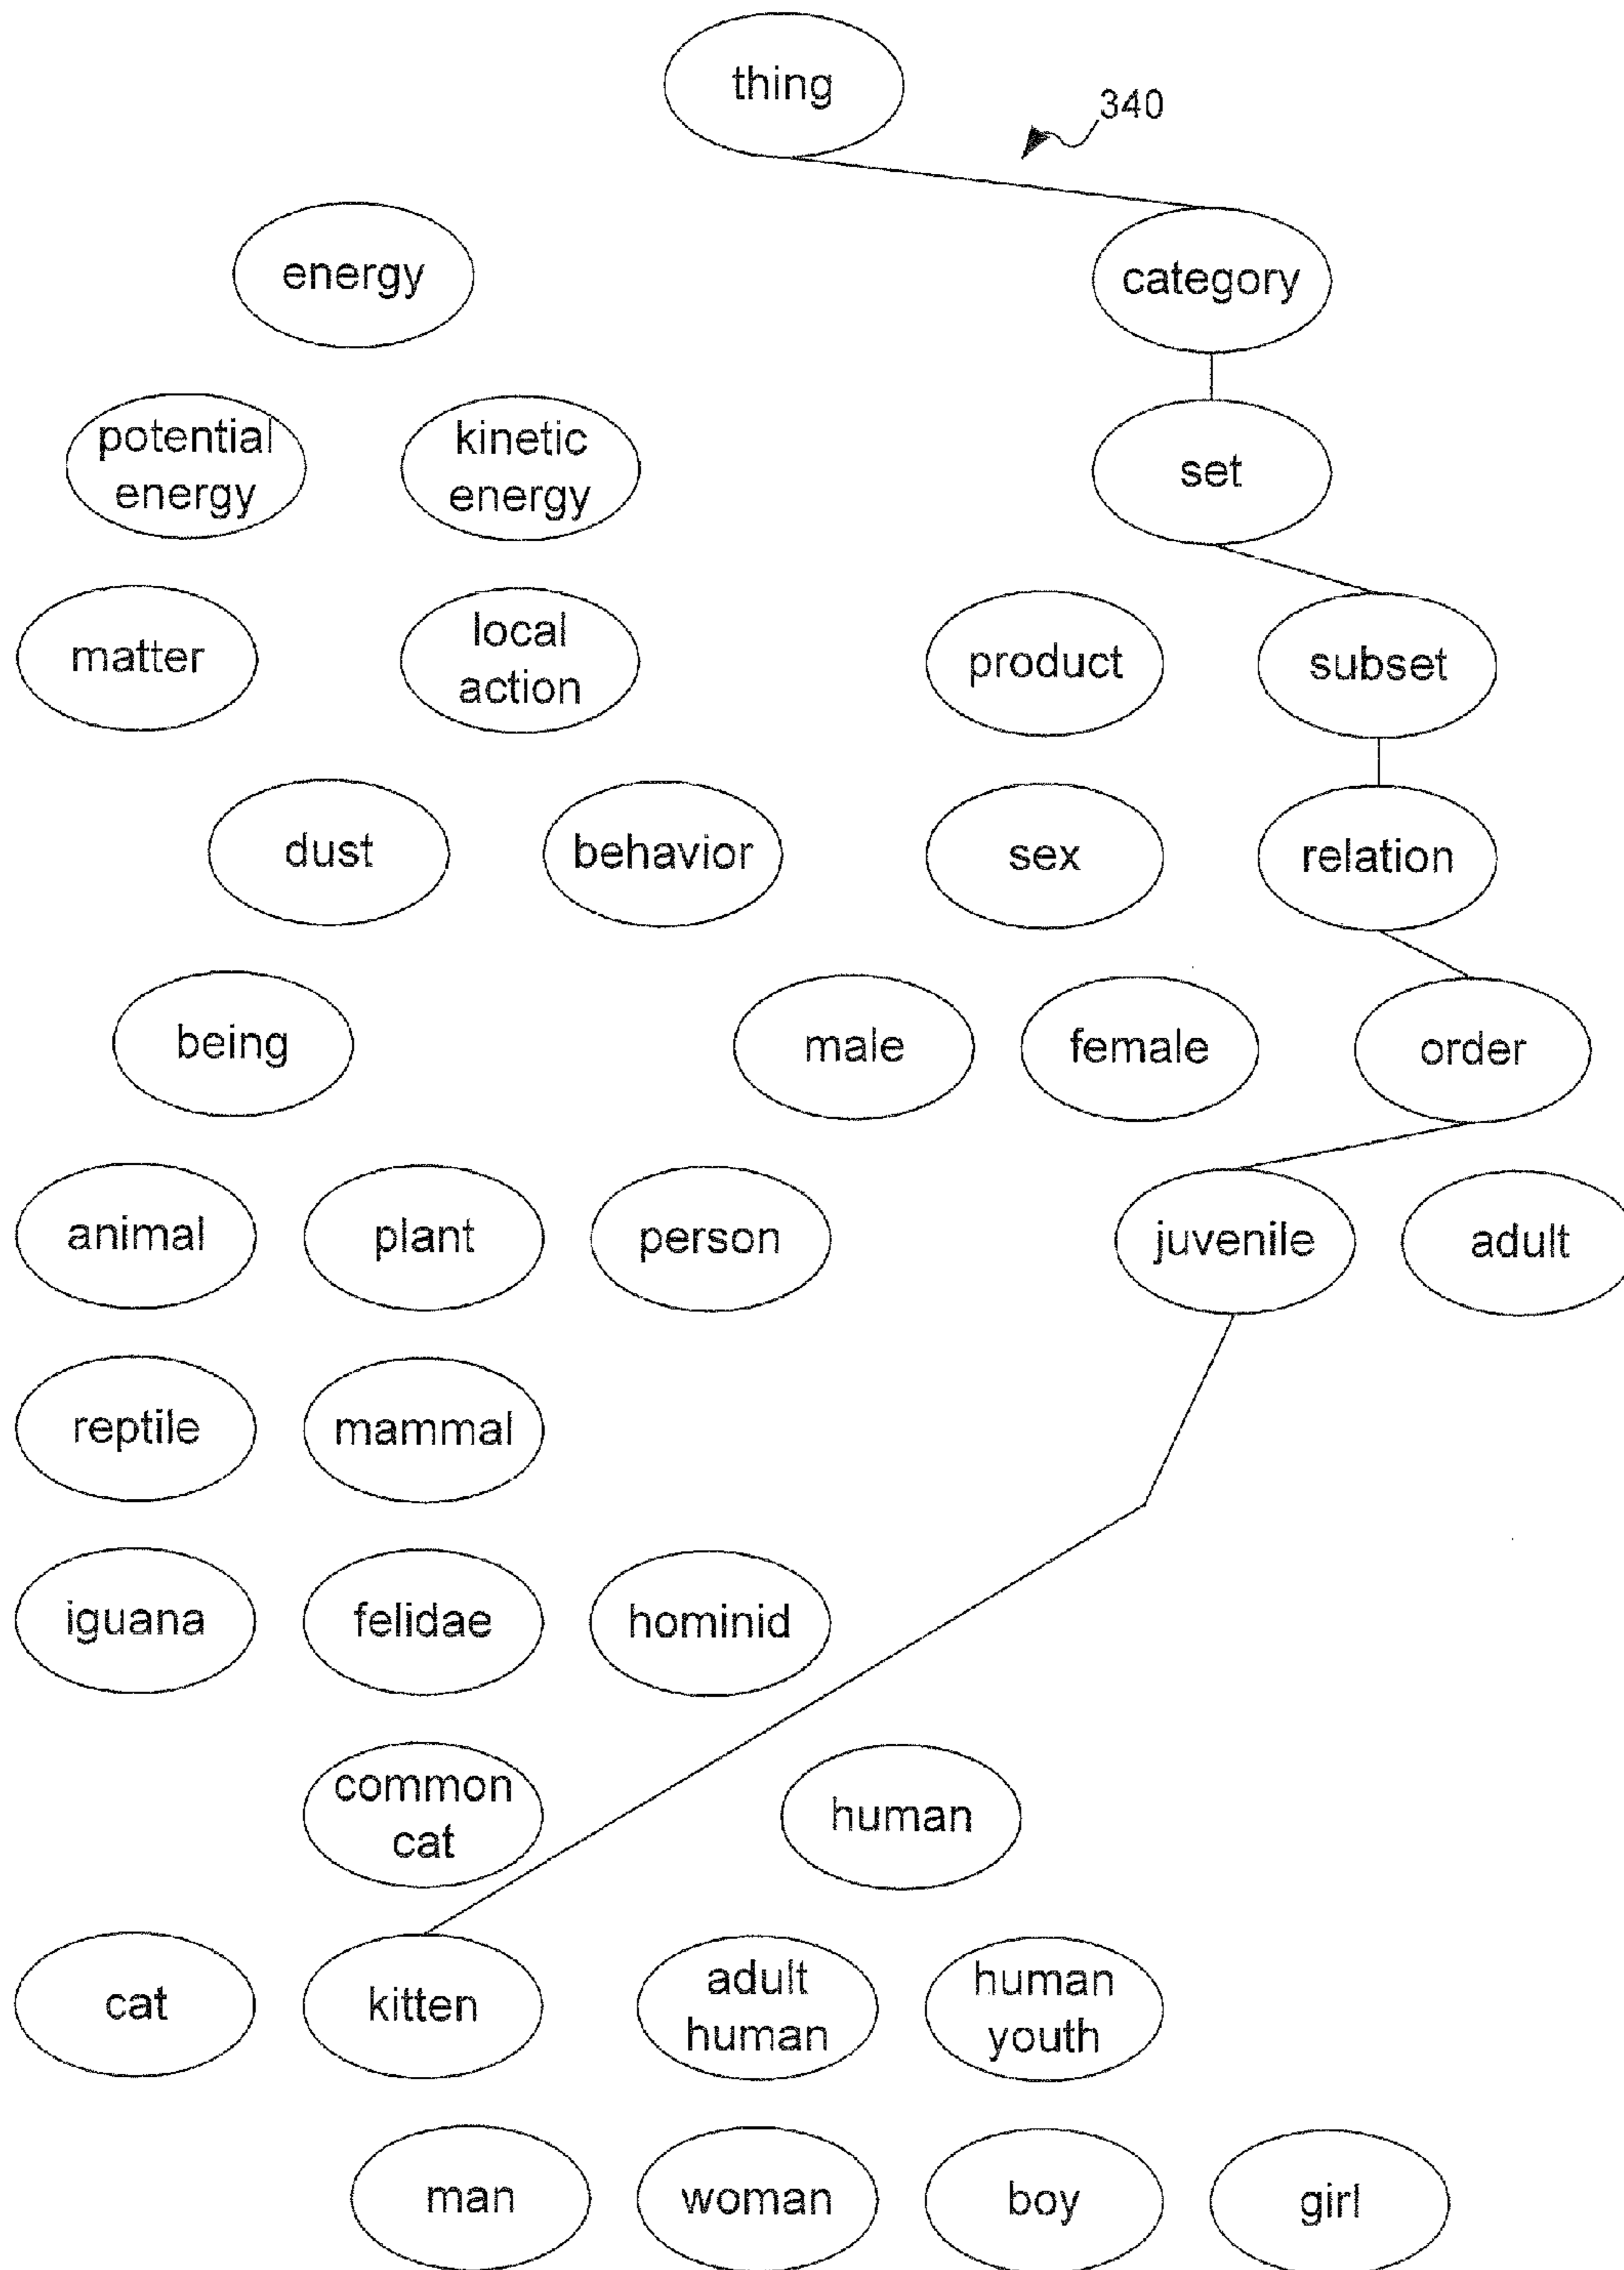 thing
340
energy
category
potential
energy
kinetic
energy
set
matter
local
action
product
subset
dust
behavior
sex
relation
being
male
female
order
animal
plant
person
juvenile
adult
reptile
mammal
iguana
felidae
hominid
common
cat
human
cat
kitten
adult
human
human
youth
man
woman
boy
girl